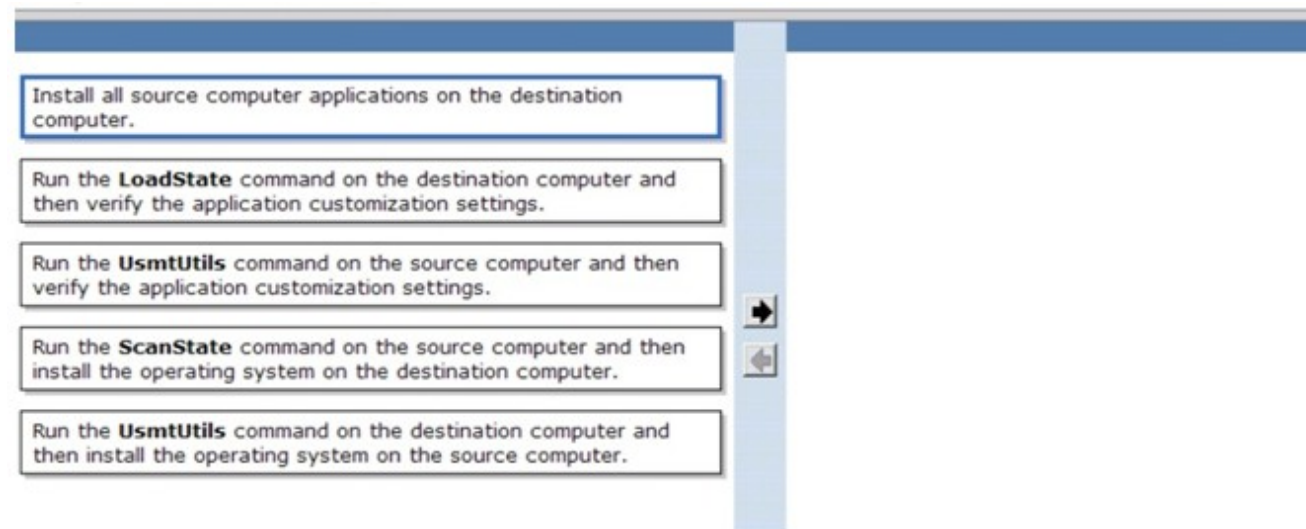 Install all source computer applications on the destination
computer.
Run the LoadState command on the destination computer and
then verify the application customization settings.
Run the UsmtUtils command on the source computer and then
verify the application customization settings.
Run the ScanState command on the source computer and then
install the operating system on the destination computer.
Run the UsmtUtils command on the destination computer and
then install the operating system on the source computer.